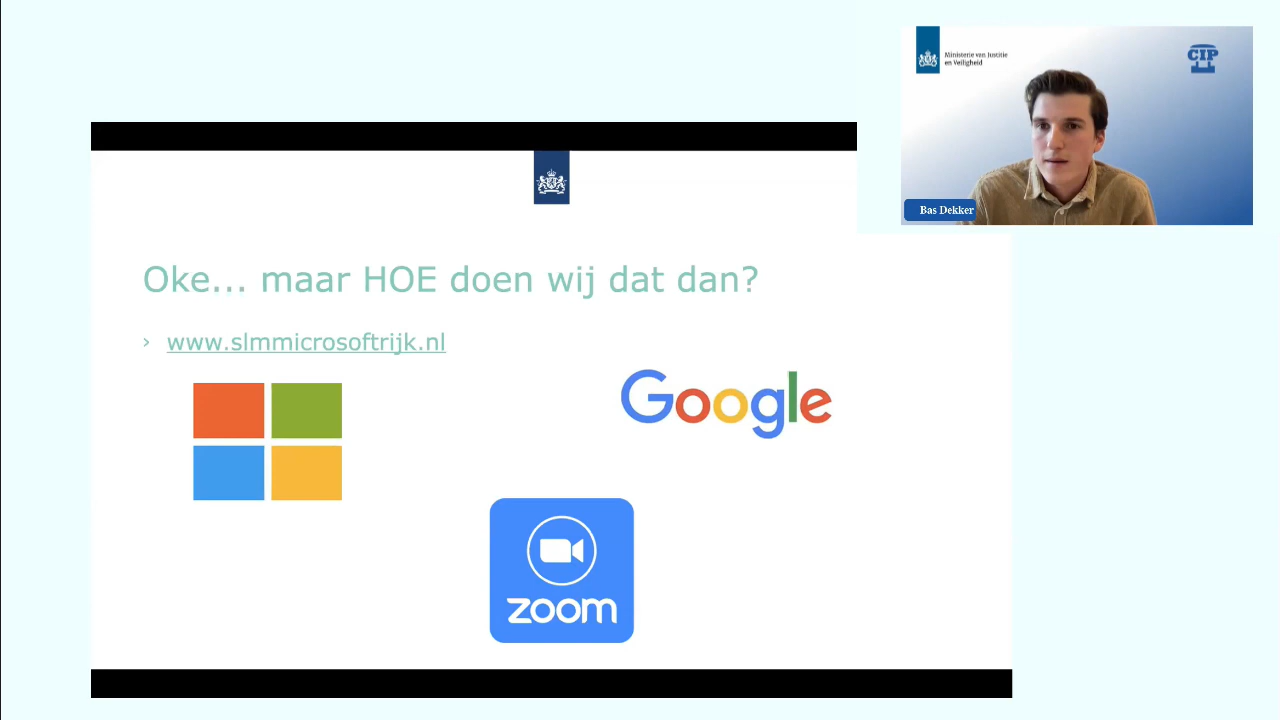 Ministerie van Justitie
en Veiligheid
CIP
Bas Dekker
Oke... maar HOE doen wij dat dan?
› www.slmmicrosoftrijk.nl
Google
zoom